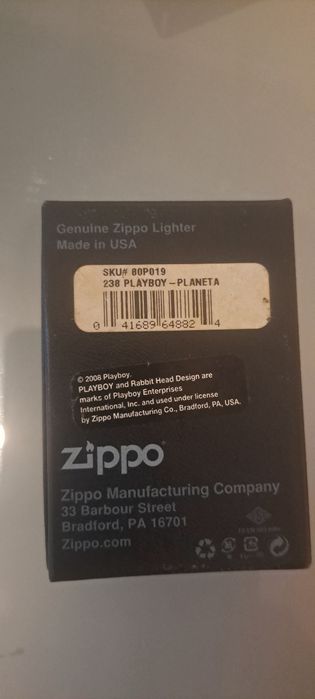 Genuine Zippo Lighter
Made in USA
SKU# 80P019
238 PLAYBOY-PLANETA
0 41689 64882 4
© 2008 Playboy.
PLAYBOY and Rabbit Head Design are
marks of Playboy Enterprises
International, Inc. and used under license
by Zippo Manufacturing Co., Bradford, PA, USA.
zippo
Zippo Manufacturing Company
33 Barbour Street
Bradford, PA 16701
Zippo.com